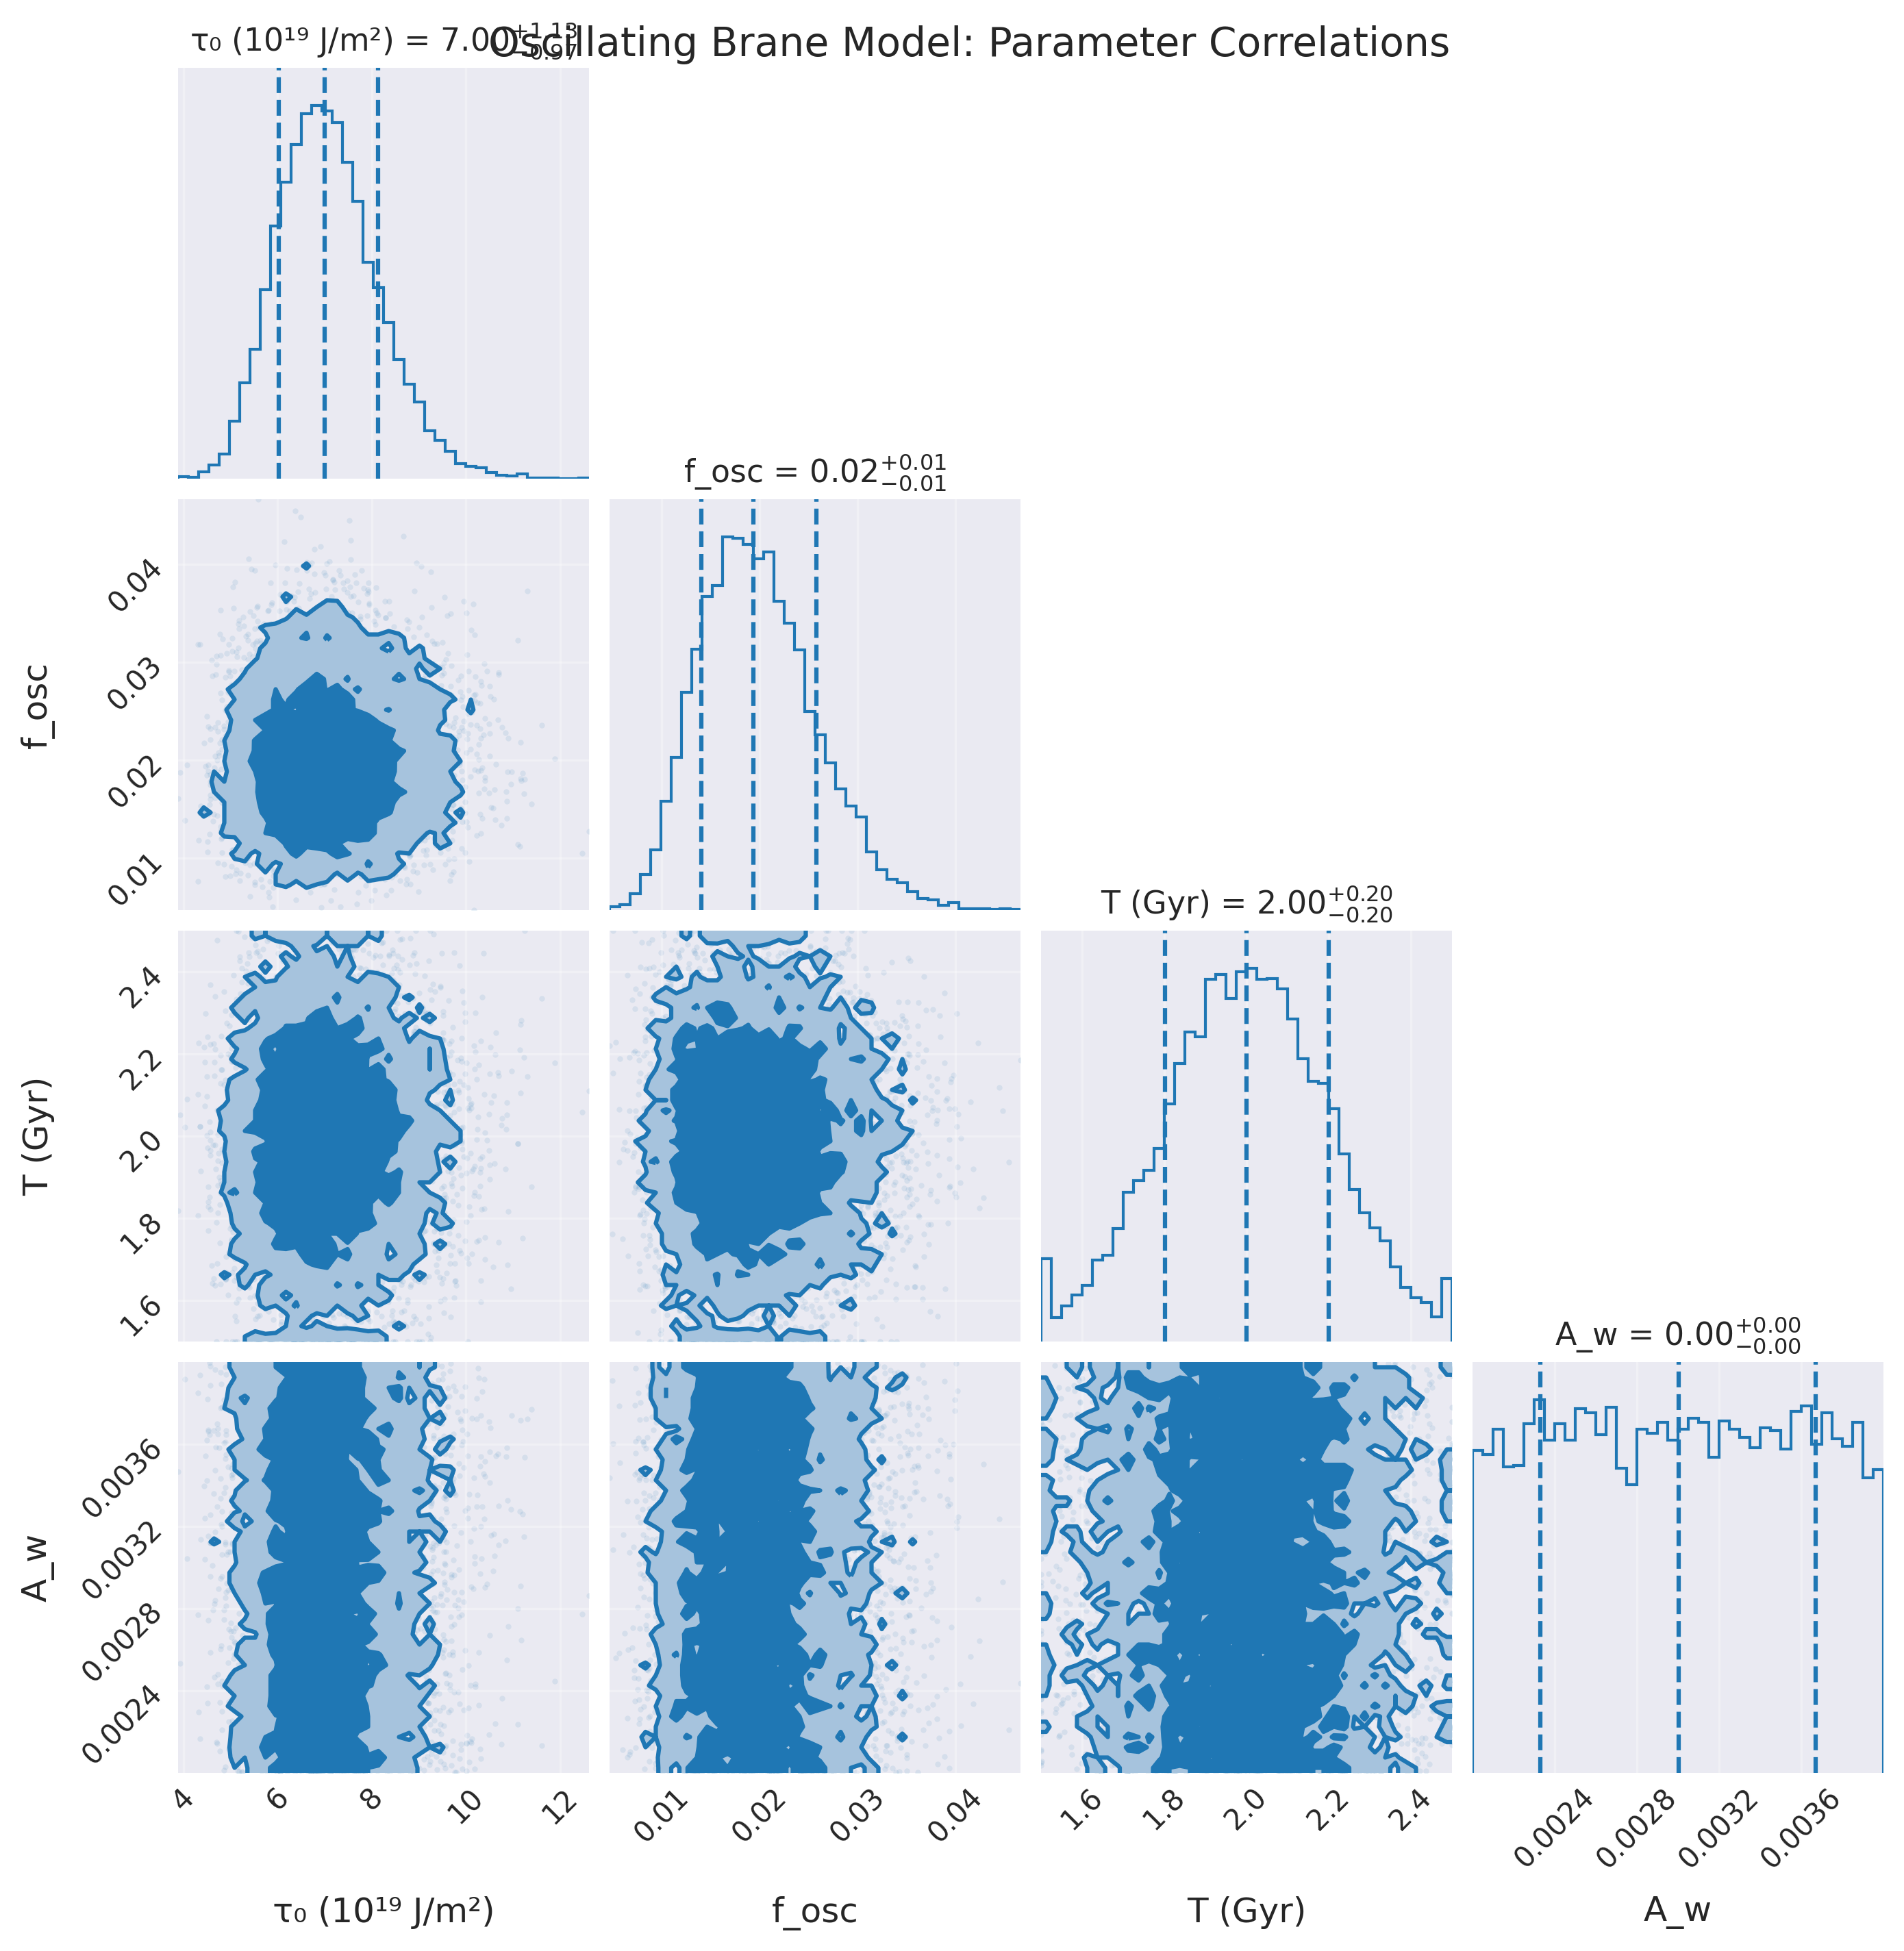 Oscillating Brane Model: Parameter Correlations
τ₀ (10¹⁹ J/m²) = 7.00+1.13 −0.97
f_osc = 0.02+0.01 −0.01
0.04
0.03
0.02
0.01
f_osc
T (Gyr) = 2.00+0.20 −0.20
2.4
2.2
2.0
1.8
1.6
T (Gyr)
A_w = 0.00+0.00 −0.00
0.0036
0.0032
0.0028
0.0024
A_w
4 6 8 10 12
0.01 0.02 0.03 0.04
1.6 1.8 2.0 2.2 2.4
0.0024 0.0028 0.0032 0.0036
τ₀ (10¹⁹ J/m²)
f_osc
T (Gyr)
A_w